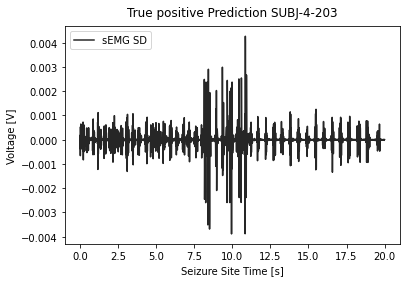 True positive Prediction SUBJ-4-203
sEMG SD
Voltage [V]
0.004
0.003
0.002
0.001
0.000
−0.001
−0.002
−0.003
−0.004
0.0 2.5 5.0 7.5 10.0 12.5 15.0 17.5 20.0
Seizure Site Time [s]